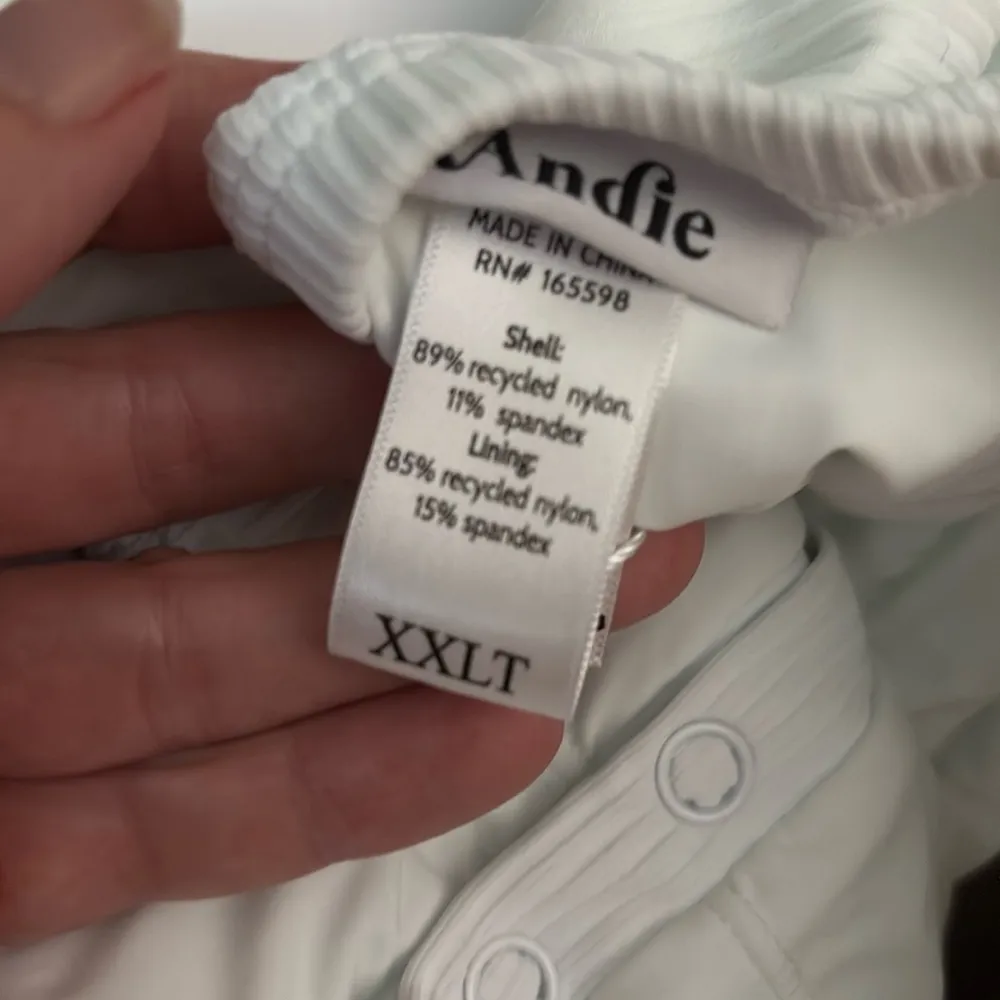 Andie
MADE IN CHINA
RN# 165598
Shell:
89% recycled nylon,
11% spandex
Lining:
85% recycled nylon,
15% spandex
XXLT